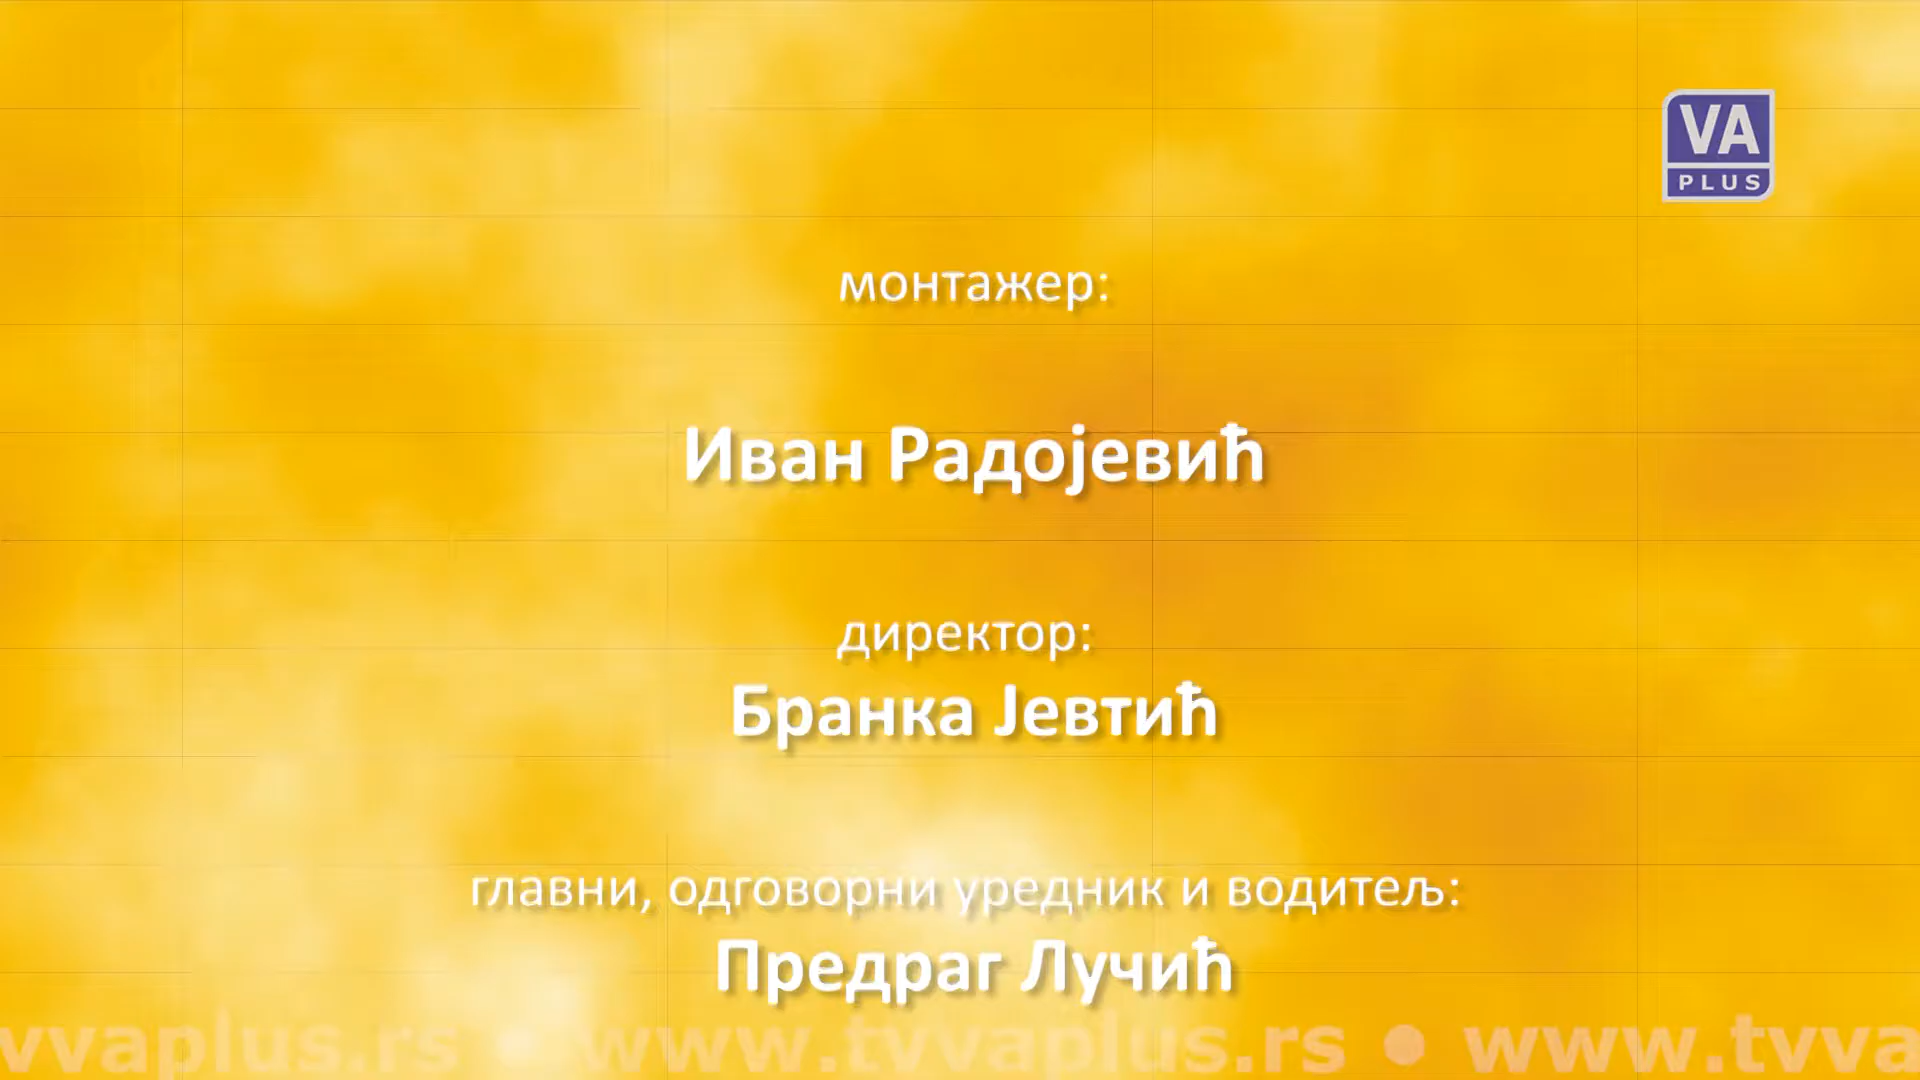 VA
PLUS
монтажер:
Иван Радојевић
директор:
Бранка Јевтић
главни, одговорни уредник и водитељ:
Предраг Лучић
vvaplus.rs • www.tvvaplus.rs • www.tvva